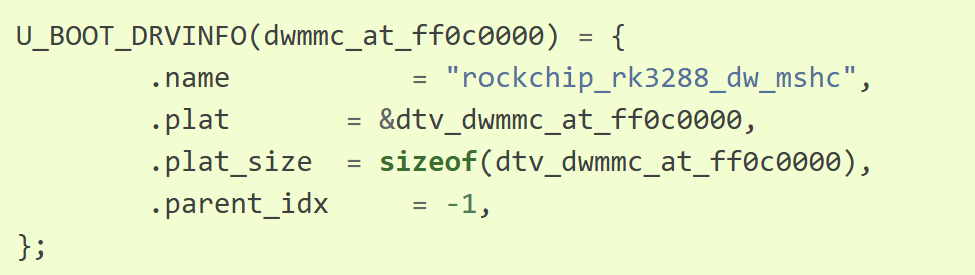 U_BOOT_DRVINFO(dwmmc_at_ff0c0000) = {
        .name           = "rockchip_rk3288_dw_mshc",
        .plat       = &dtv_dwmmc_at_ff0c0000,
        .plat_size  = sizeof(dtv_dwmmc_at_ff0c0000),
        .parent_idx     = -1,
};